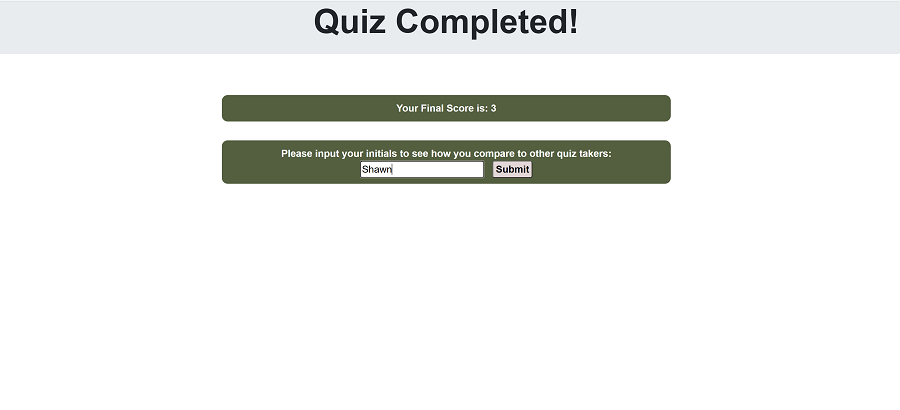 Quiz Completed!
Your Final Score is: 3
Please input your initials to see how you compare to other quiz takers:
Shawn Submit